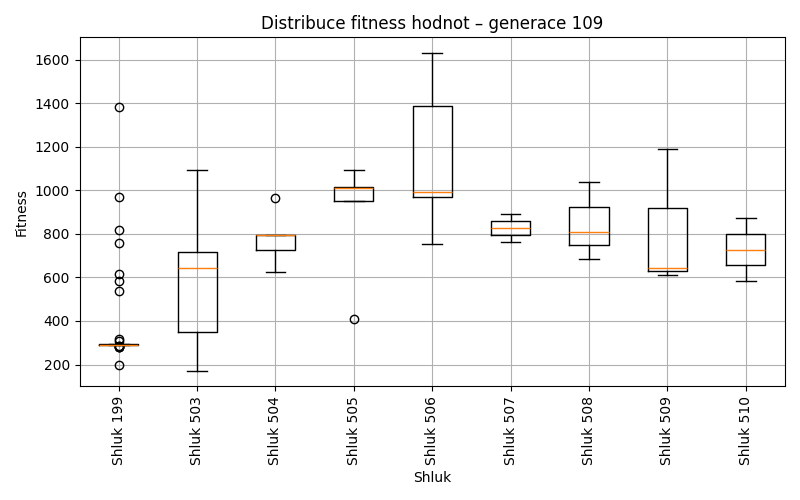 Distribuce fitness hodnot – generace 109
Fitness
1600
1400
1200
1000
800
600
400
200
Shluk 199
Shluk 503
Shluk 504
Shluk 505
Shluk 506
Shluk 507
Shluk 508
Shluk 509
Shluk 510
Shluk